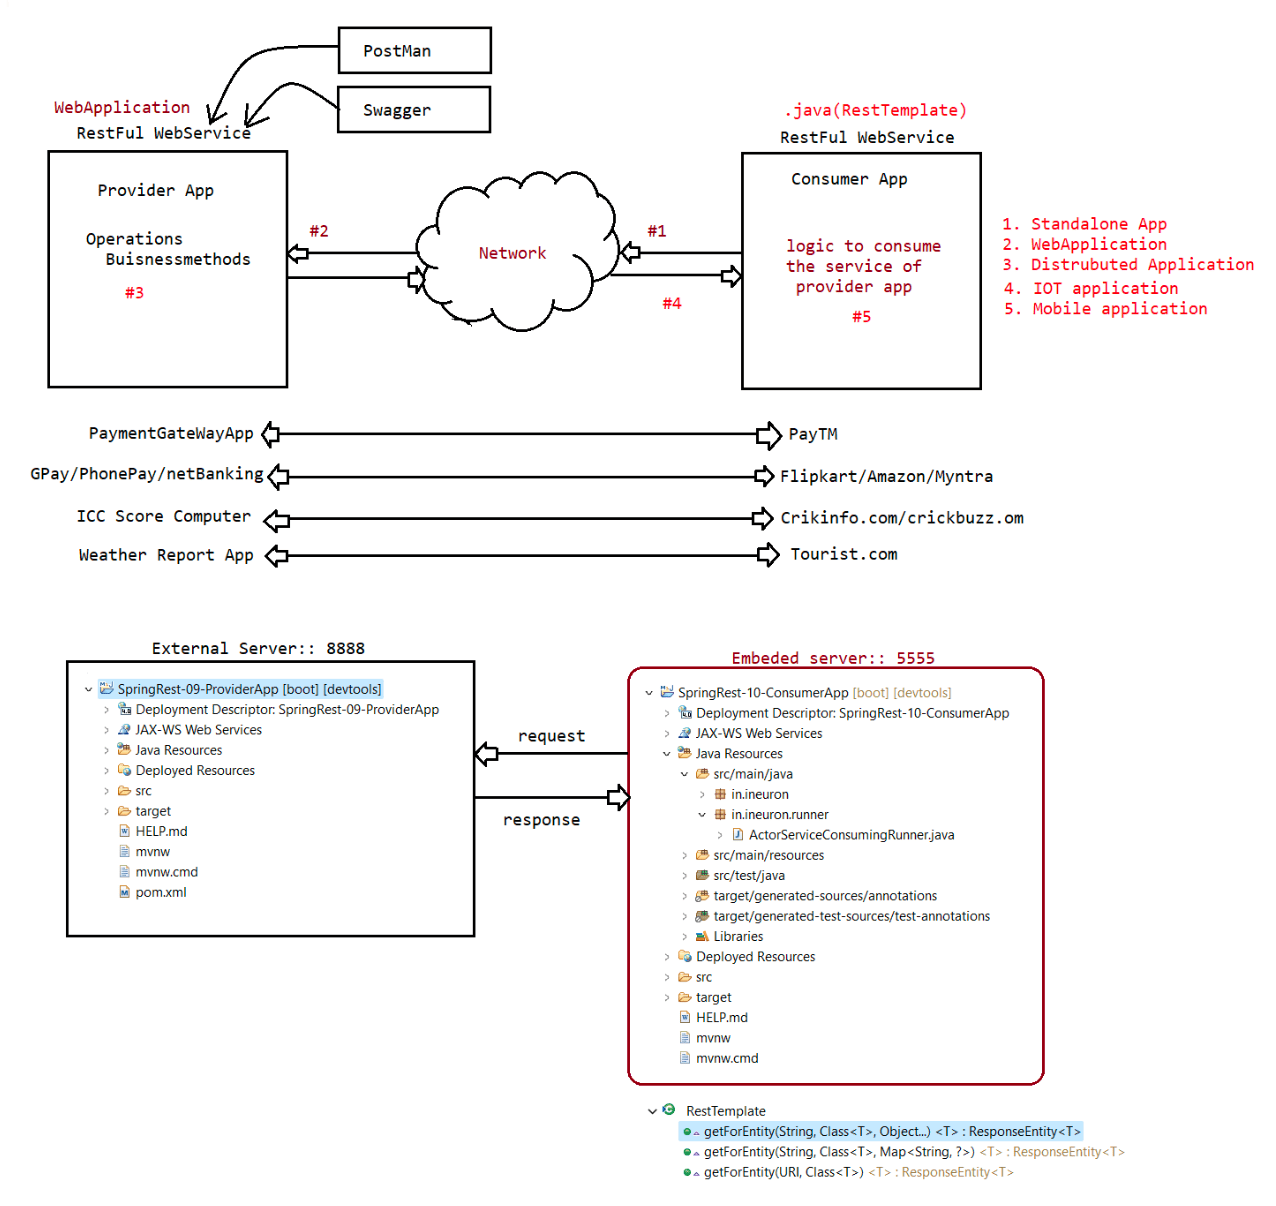 PostMan
Swagger
WebApplication
RestFul WebService
.java(RestTemplate)
RestFul WebService
Provider App
Operations
Buisnessmethods
#3
#2
Network
#1
#4
Consumer App
logic to consume
the service of
provider app
#5
1. Standalone App
2. WebApplication
3. Distrubuted Application
4. IOT application
5. Mobile application
PaymentGateWayApp
PayTM
GPay/PhonePay/netBanking
Flipkart/Amazon/Myntra
ICC Score Computer
Crikinfo.com/crickbuzz.om
Weather Report App
Tourist.com
External Server:: 8888
SpringRest-09-ProviderApp [boot] [devtools]
Deployment Descriptor: SpringRest-09-ProviderApp
JAX-WS Web Services
Java Resources
Deployed Resources
src
target
HELP.md
mvnw
mvnw.cmd
pom.xml
request
response
Embeded server:: 5555
SpringRest-10-ConsumerApp [boot] [devtools]
Deployment Descriptor: SpringRest-10-ConsumerApp
JAX-WS Web Services
Java Resources
src/main/java
in.ineuron
in.ineuron.runner
ActorServiceConsumingRunner.java
src/main/resources
src/test/java
target/generated-sources/annotations
target/generated-test-sources/test-annotations
Libraries
Deployed Resources
src
target
HELP.md
mvnw
mvnw.cmd
RestTemplate
getForEntity(String, Class<T>, Object...) <T> : ResponseEntity<T>
getForEntity(String, Class<T>, Map<String, ?>) <T> : ResponseEntity<T>
getForEntity(URI, Class<T>) <T> : ResponseEntity<T>